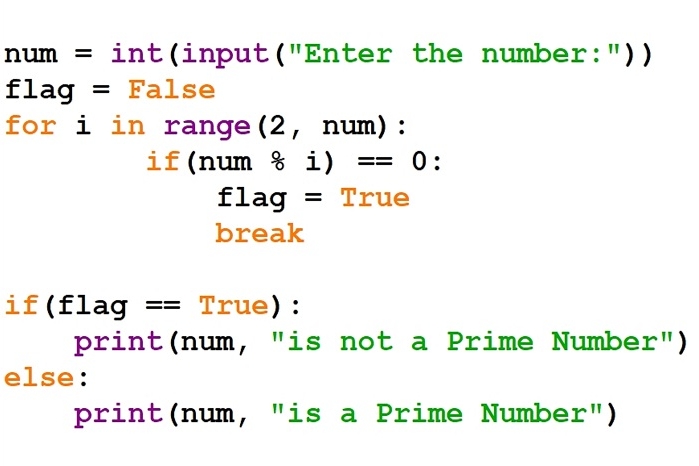 num = int(input("Enter the number:"))
flag = False
for i in range(2, num):
        if(num % i) == 0:
            flag = True
            break

if(flag == True):
    print(num, "is not a Prime Number")
else:
    print(num, "is a Prime Number")